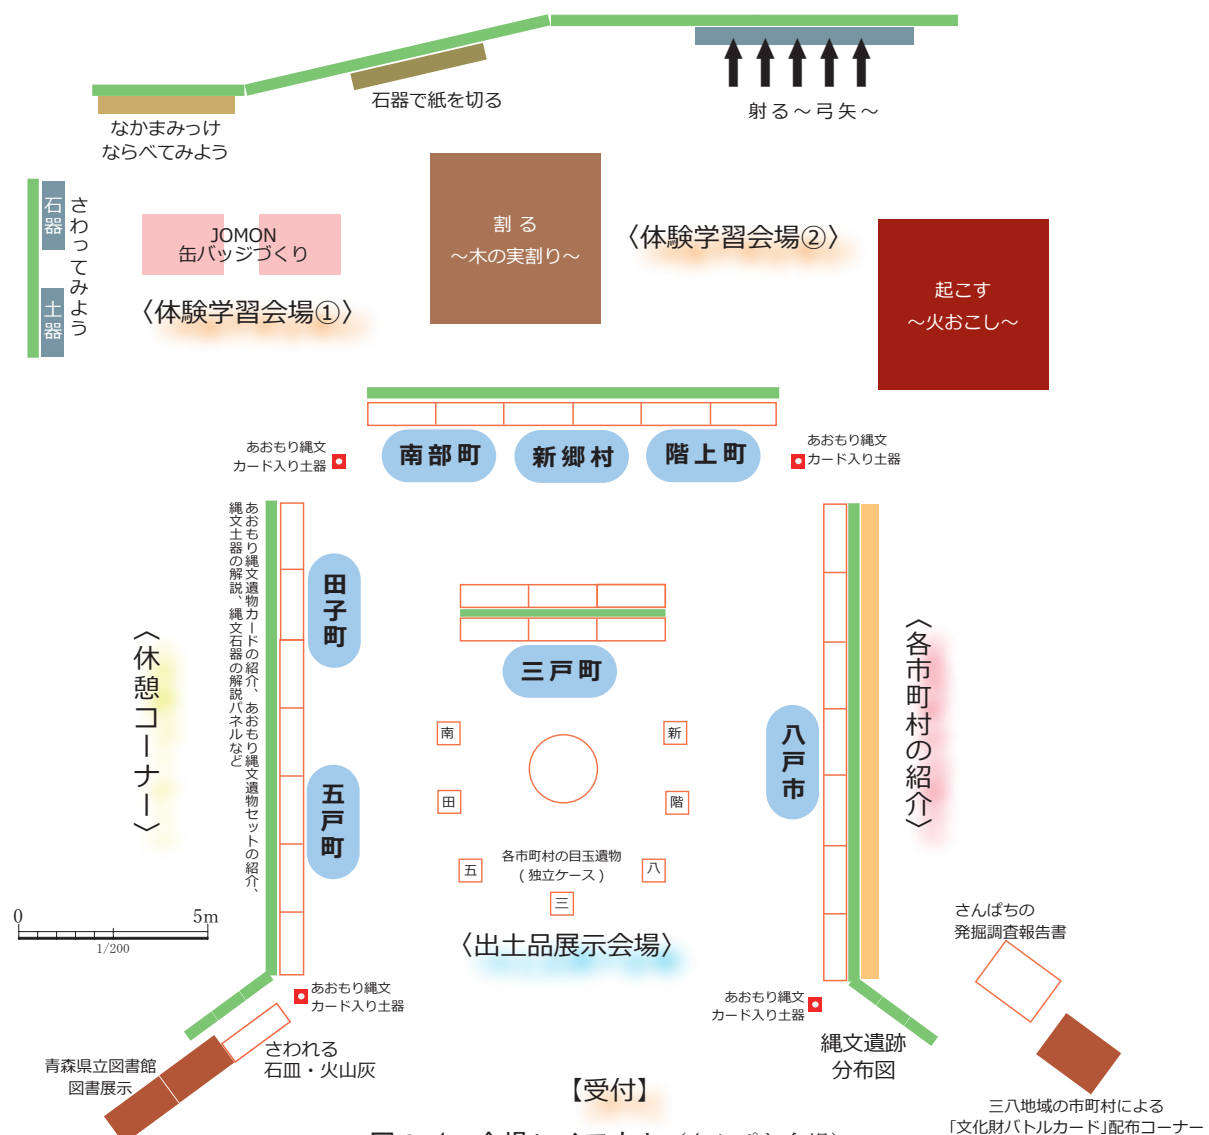 なかまみっけ
ならべてみよう
石器で紙を切る
射る～弓矢～
石器
土器
さわってみよう
JOMON
缶バッジづくり
〈体験学習会場①〉
割る
～木の実割り～
〈体験学習会場②〉
起こす
～火おこし～
あおもり縄文
カード入り土器
南部町
新郷村
階上町
あおもり縄文
カード入り土器
あおもり縄文遺物カードの紹介、あおもり縄文遺物セットの紹介、
縄文土器の解説、縄文石器の解説パネルなど
田子町
五戸町
〈休憩コーナー〉
三戸町
南
新
田
階
五
八
三
各市町村の目玉遺物
(独立ケース)
〈出土品展示会場〉
八戸市
〈各市町村の紹介〉
0
5m
1/200
あおもり縄文
カード入り土器
さわれる
石皿・火山灰
青森県立図書館
図書展示
【受付】
あおもり縄文
カード入り土器
縄文遺跡
分布図
さんぱちの
発掘調査報告書
三八地域の市町村による
「文化財バトルカード」配布コーナー